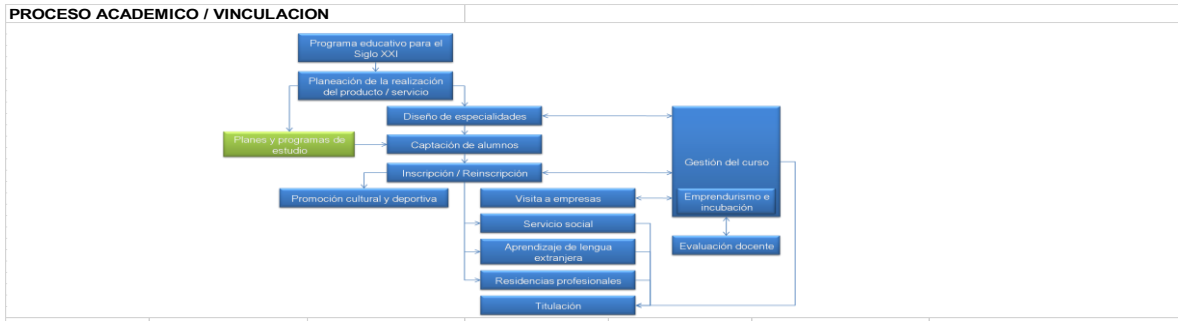 PROCESO ACADEMICO / VINCULACION
Programa educativo para el
Siglo XXI
Planeación de la realización
del producto / servicio
Diseño de especialidades
Planes y programas de
estudio
Captación de alumnos
Gestión del curso
Inscripción / Reinscripción
Promoción cultural y deportiva
Visita a empresas
Emprendurismo e
incubación
Servicio social
Evaluación docente
Aprendizaje de lengua
extranjera
Residencias profesionales
Titulación